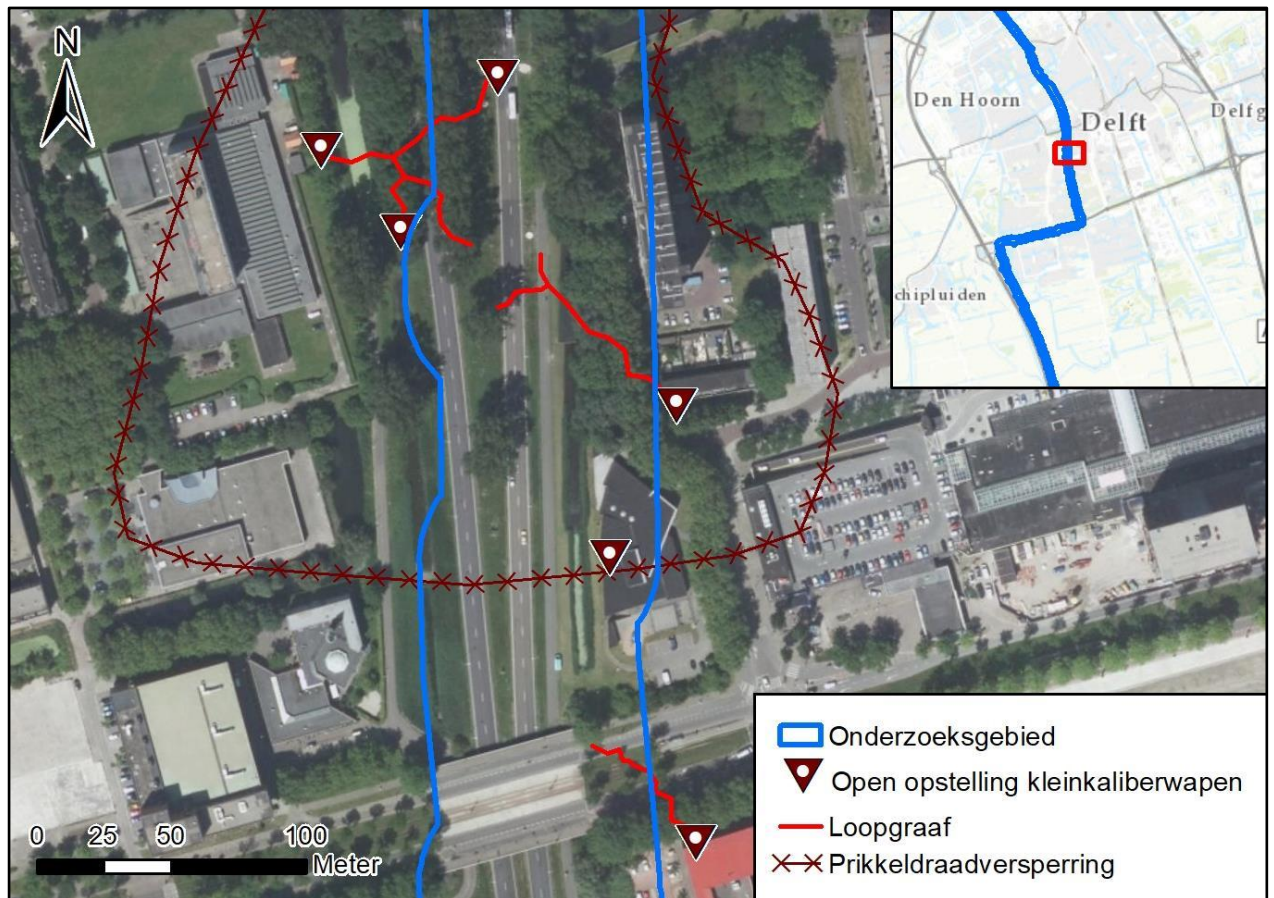 N
Den Hoorn
Delft
Delfg
chipluiden
A
Onderzoeksgebied
Open opstelling kleinkaliberwapen
Loopgraaf
Prikkeldraadversperring
0 25 50 100
Meter